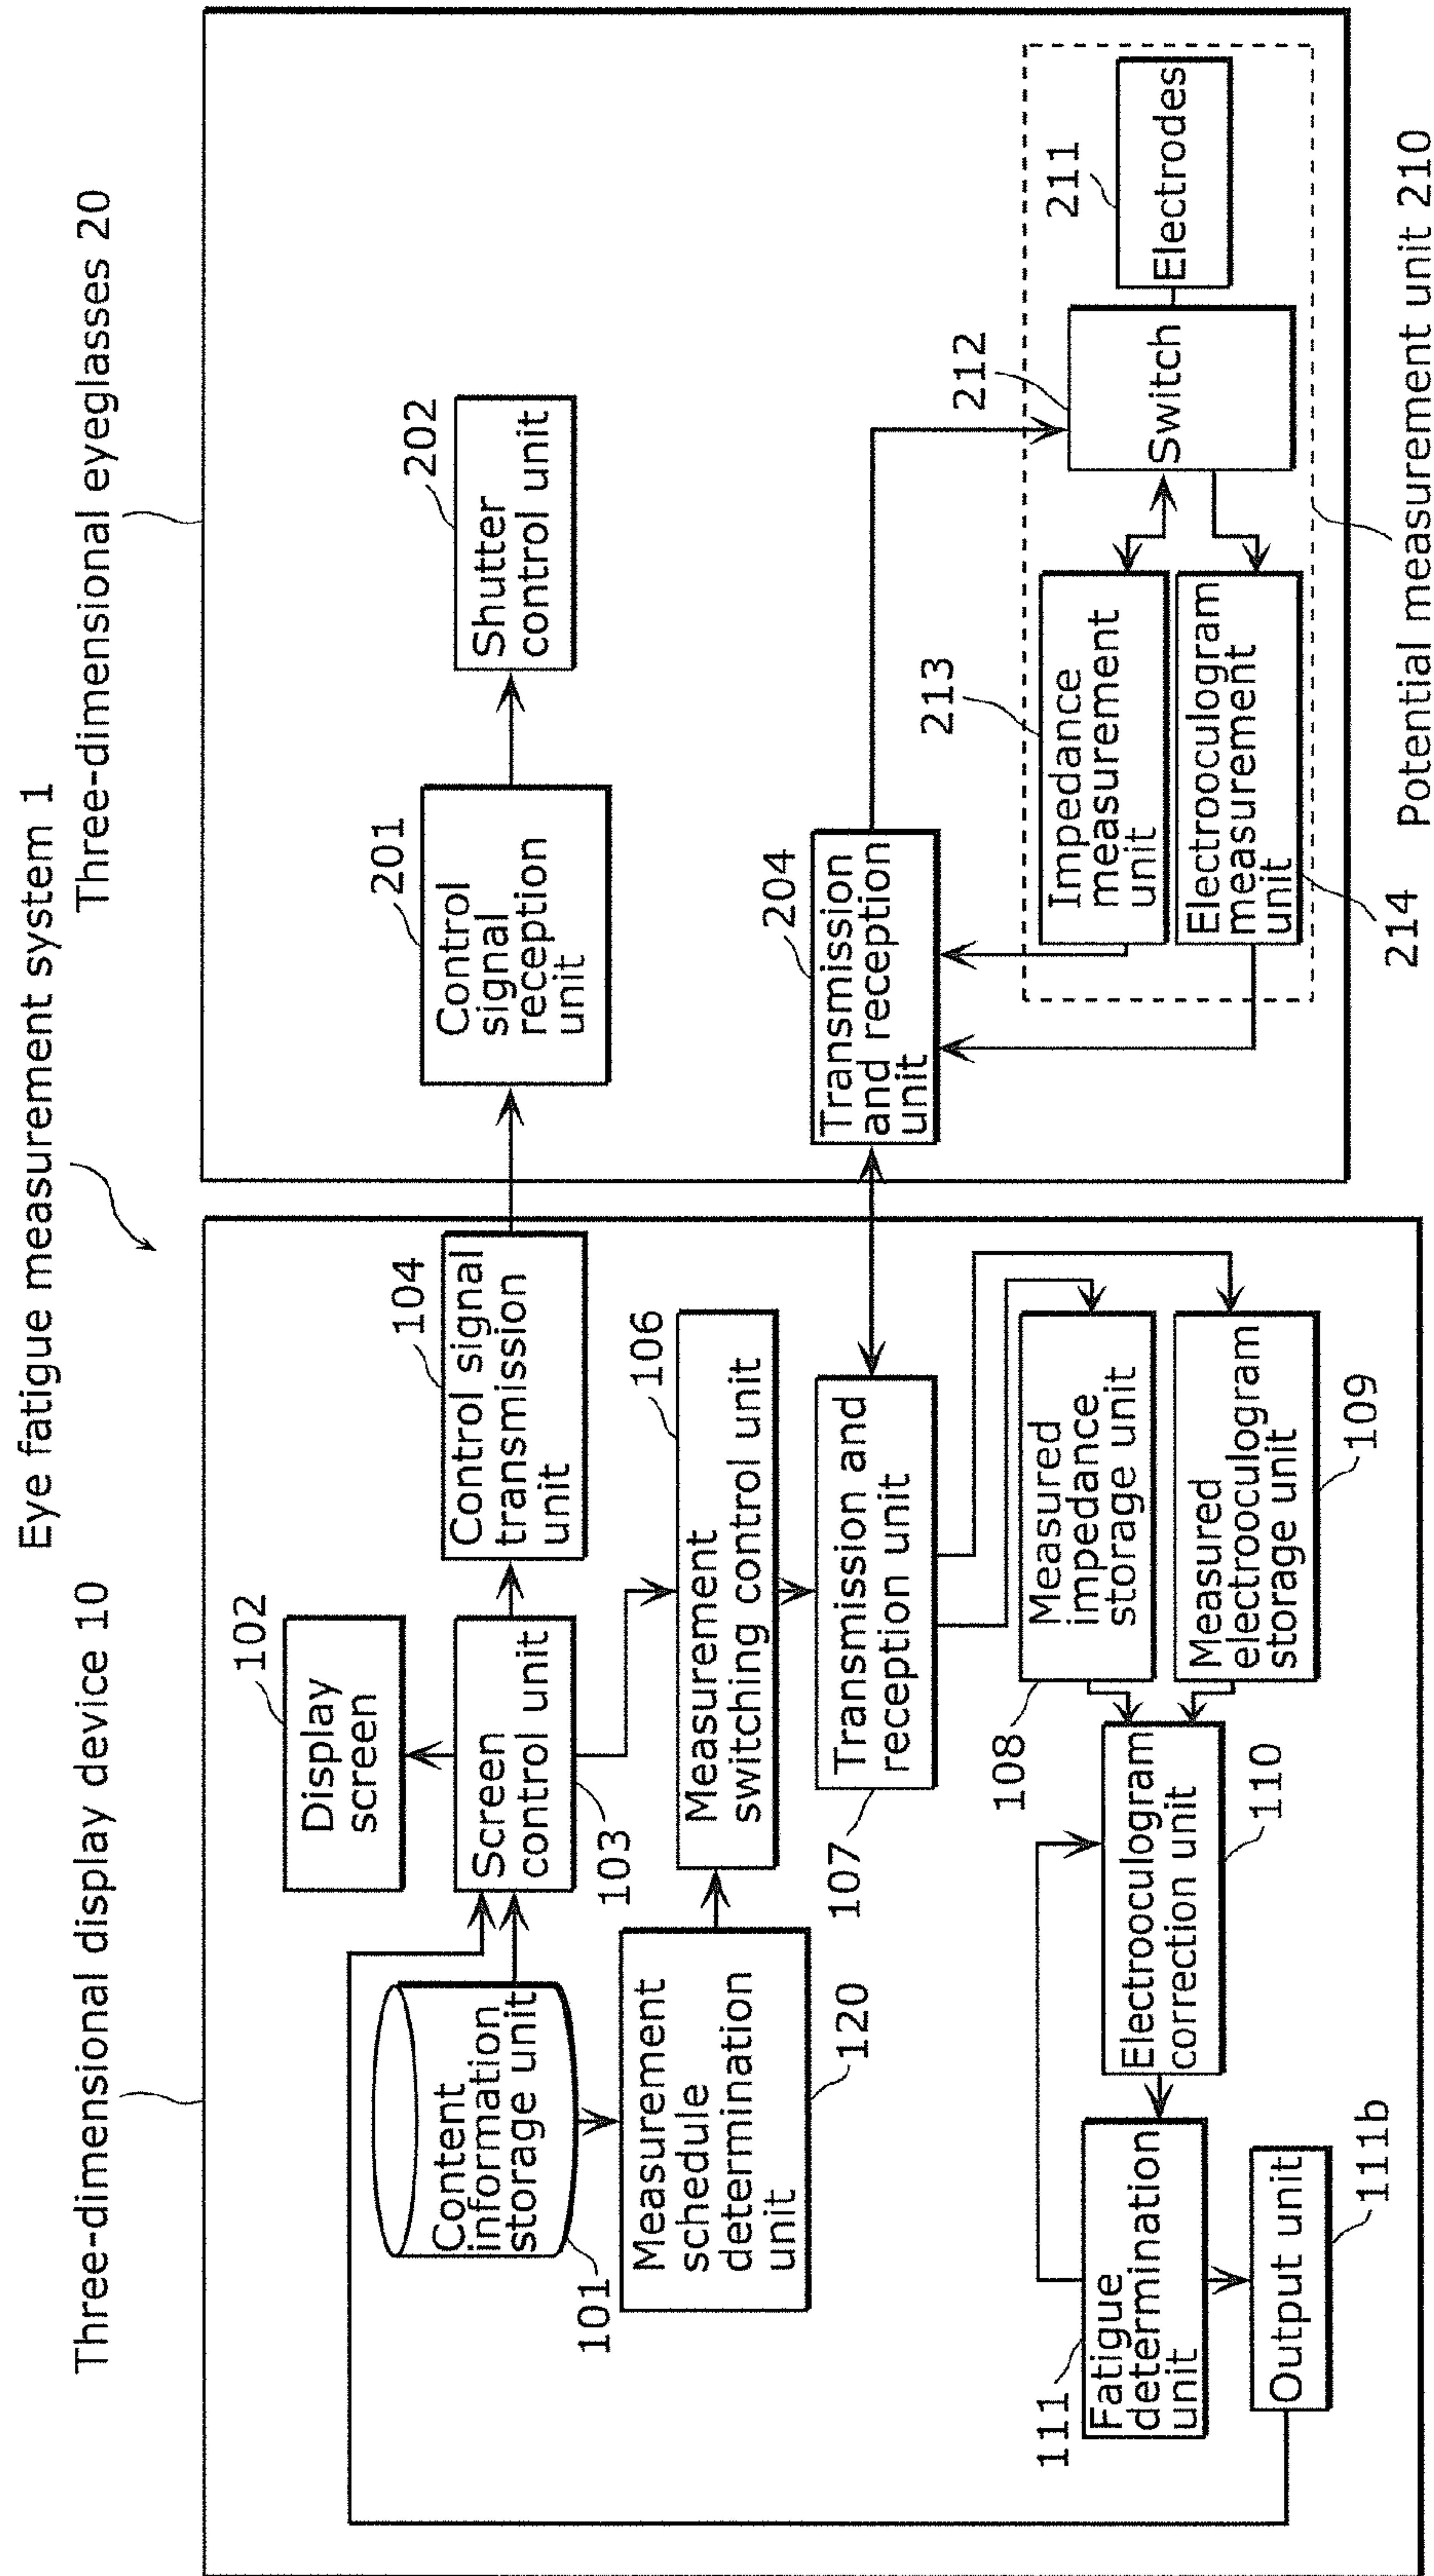 Eye fatigue measurement system 1
Three-dimensional display device 10
Three-dimensional eyeglasses 20
102
Display
screen
104
Control signal
transmission
unit
Screen
control unit
103
Content
information
storage unit
101
106
Measurement
switching control unit
Measurement
schedule
determination
unit
120
Transmission and
reception unit
107
Measured
impedance
storage unit
108
Measured
electrooculogram
storage unit
109
Electrooculogram
correction unit
110
111
Fatigue
determination
unit
Output unit
111b
201
Control
signal
reception
unit
202
Shutter
control unit
204
Transmission
and reception
unit
213
Impedance
measurement
unit
Electrooculogram
measurement
unit
214
212
Switch
211
Electrodes
Potential measurement unit 210